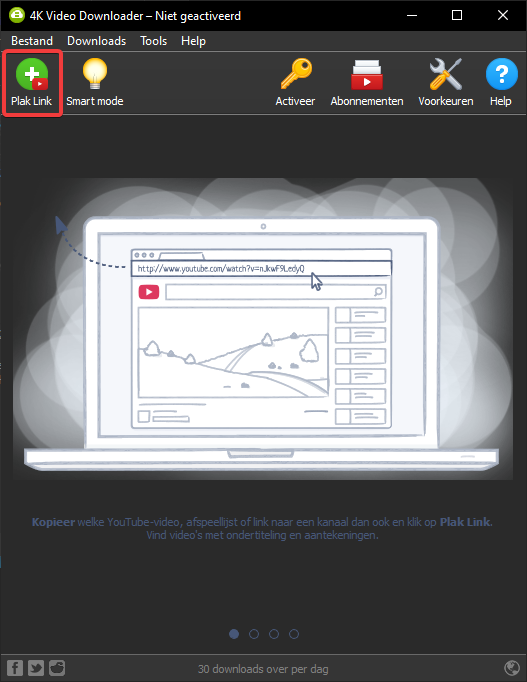 4K Video Downloader – Niet geactiveerd
Bestand Downloads Tools Help
Plak Link Smart mode Activeer Abonnementen Voorkeuren Help
http://www.youtube.com/watch?v=nJkwF9LedyQ
Kopieer welke YouTube-video, afspeellijst of link naar een kanaal dan ook en klik op Plak Link.
Vind video's met ondertiteling en aantekeningen.
30 downloads over per dag